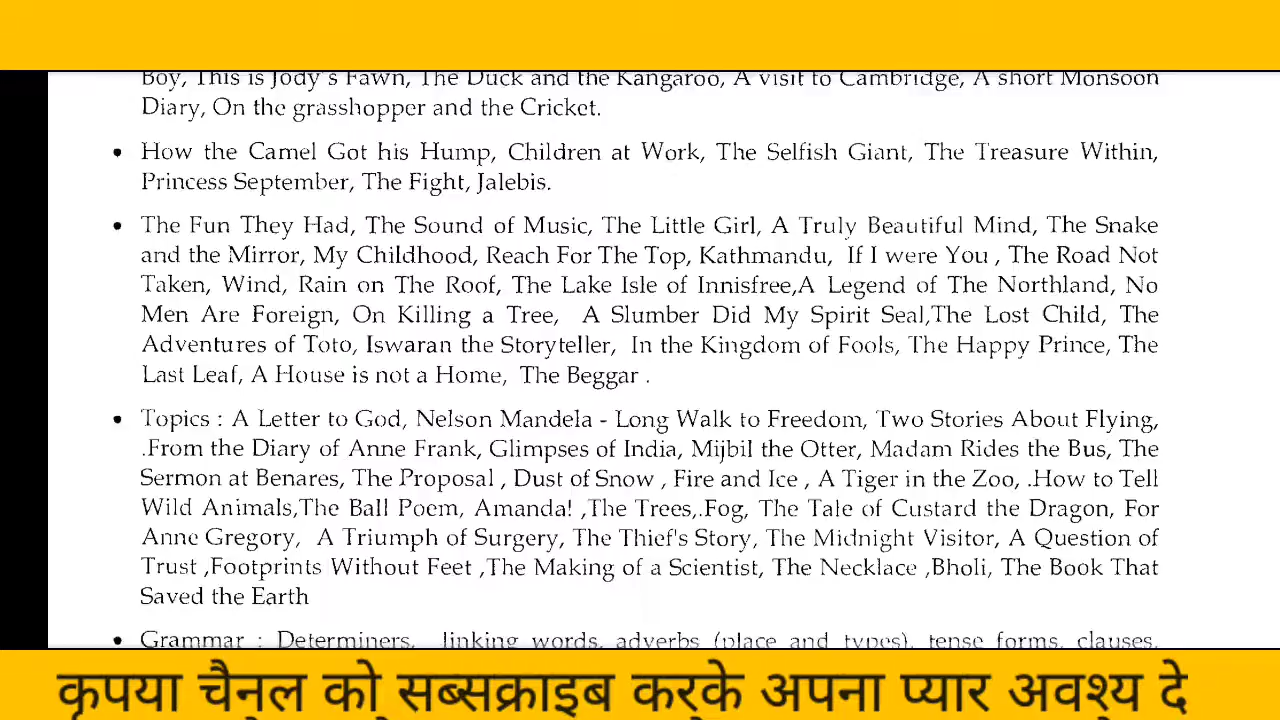 Boy, This is Jody's Fawn, The Duck and the Kangaroo, A visit to Cambridge, A short Monsoon
Diary, On the grasshopper and the Cricket.
• How the Camel Got his Hump, Children at Work, The Selfish Giant, The Treasure Within,
Princess September, The Fight, Jalebis.
• The Fun They Had, The Sound of Music, The Little Girl, A Truly Beautiful Mind, The Snake
and the Mirror, My Childhood, Reach For The Top, Kathmandu, If I were You , The Road Not
Taken, Wind, Rain on The Roof, The Lake Isle of Innisfree,A Legend of The Northland, No
Men Are Foreign, On Killing a Tree, A Slumber Did My Spirit Seal,The Lost Child, The
Adventures of Toto, Iswaran the Storyteller, In the Kingdom of Fools, The Happy Prince, The
Last Leaf, A House is not a Home, The Beggar .
• Topics : A Letter to God, Nelson Mandela - Long Walk to Freedom, Two Stories About Flying,
.From the Diary of Anne Frank, Glimpses of India, Mijbil the Otter, Madam Rides the Bus, The
Sermon at Benares, The Proposal , Dust of Snow , Fire and Ice , A Tiger in the Zoo, .How to Tell
Wild Animals,The Ball Poem, Amanda! ,The Trees,.Fog, The Tale of Custard the Dragon, For
Anne Gregory, A Triumph of Surgery, The Thief's Story, The Midnight Visitor, A Question of
Trust ,Footprints Without Feet ,The Making of a Scientist, The Necklace ,Bholi, The Book That
Saved the Earth
• Grammar : Determiners, linking words, adverbs (place and types), tense forms, clauses,
कृपया चैनल को सब्सक्राइब करके अपना प्यार अवश्य दे